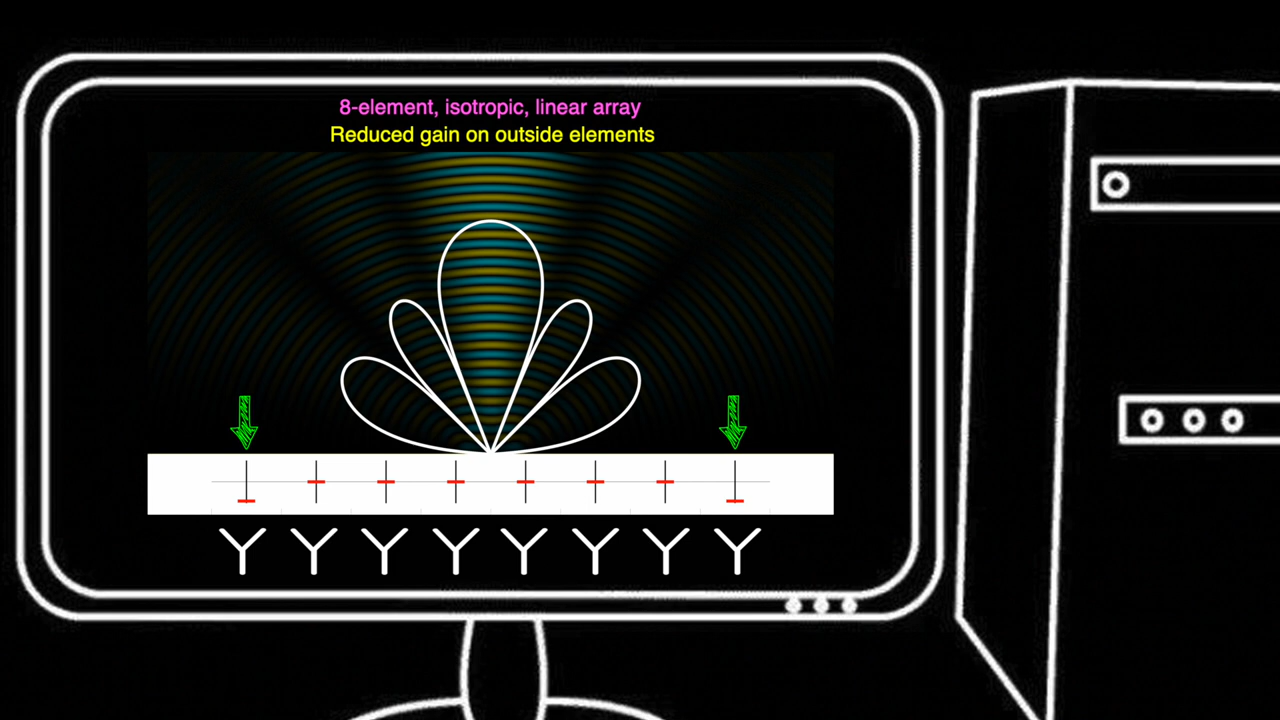 8-element, isotropic, linear array
Reduced gain on outside elements